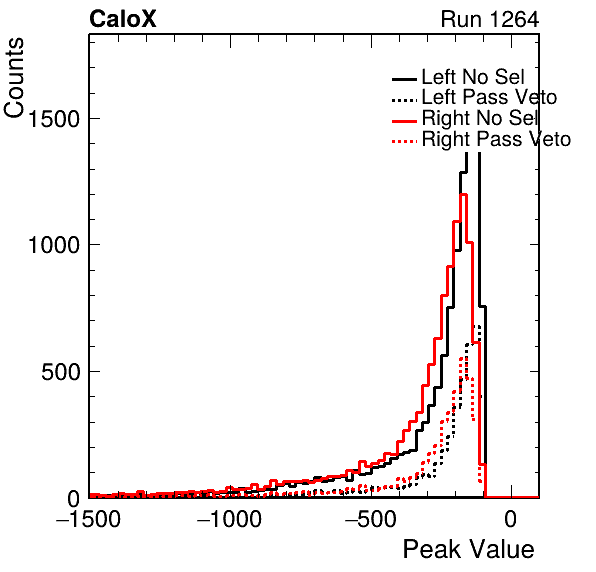 CaloX Run 1264
Counts
Left No Sel
Left Pass Veto
Right No Sel
Right Pass Veto
1500
1000
500
0
−1500 −1000 −500 0
Peak Value